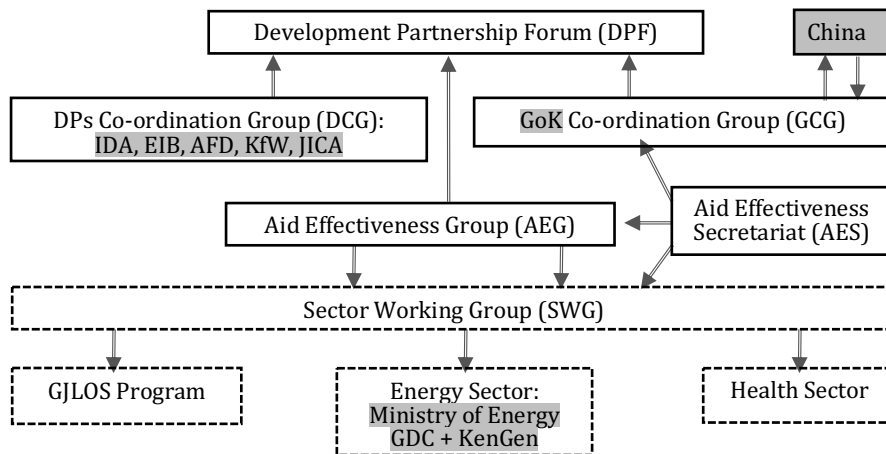 Development Partnership Forum (DPF)
China
DPs Co-ordination Group (DCG):
IDA, EIB, AFD, KfW, JICA
GoK Co-ordination Group (GCG)
Aid Effectiveness Group (AEG)
Aid Effectiveness
Secretariat (AES)
Sector Working Group (SWG)
GJLOS Program
Energy Sector:
Ministry of Energy
GDC + KenGen
Health Sector